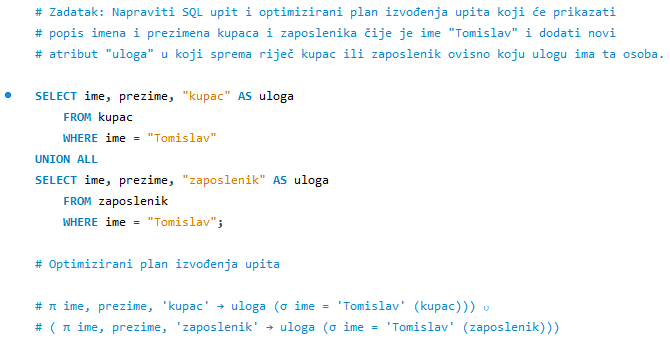 # Zadatak: Napraviti SQL upit i optimizirani plan izvođenja upita koji će prikazati
# popis imena i prezimena kupaca i zaposlenika čije je ime "Tomislav" i dodati novi
# atribut "uloga" u koji sprema riječ kupac ili zaposlenik ovisno koju ulogu ima ta osoba.
SELECT ime, prezime, "kupac" AS uloga
FROM kupac
WHERE ime = "Tomislav"
UNION ALL
SELECT ime, prezime, "zaposlenik" AS uloga
FROM zaposlenik
WHERE ime = "Tomislav";
# Optimizirani plan izvođenja upita
# π ime, prezime, 'kupac' → uloga (σ ime = 'Tomislav' (kupac))) ∪
# ( π ime, prezime, 'zaposlenik' → uloga (σ ime = 'Tomislav' (zaposlenik)))